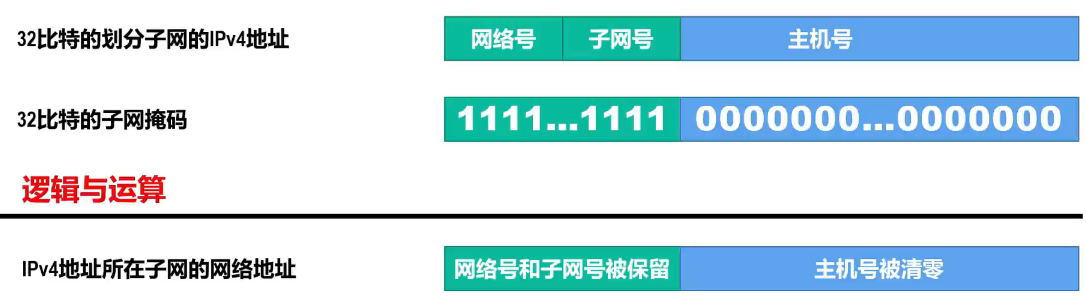 32比特的划分子网的IPv4地址 网络号 子网号 主机号
32比特的子网掩码 1111...1111 0000000...0000000
逻辑与运算
IPv4地址所在子网的网络地址 网络号和子网号被保留 主机号被清零